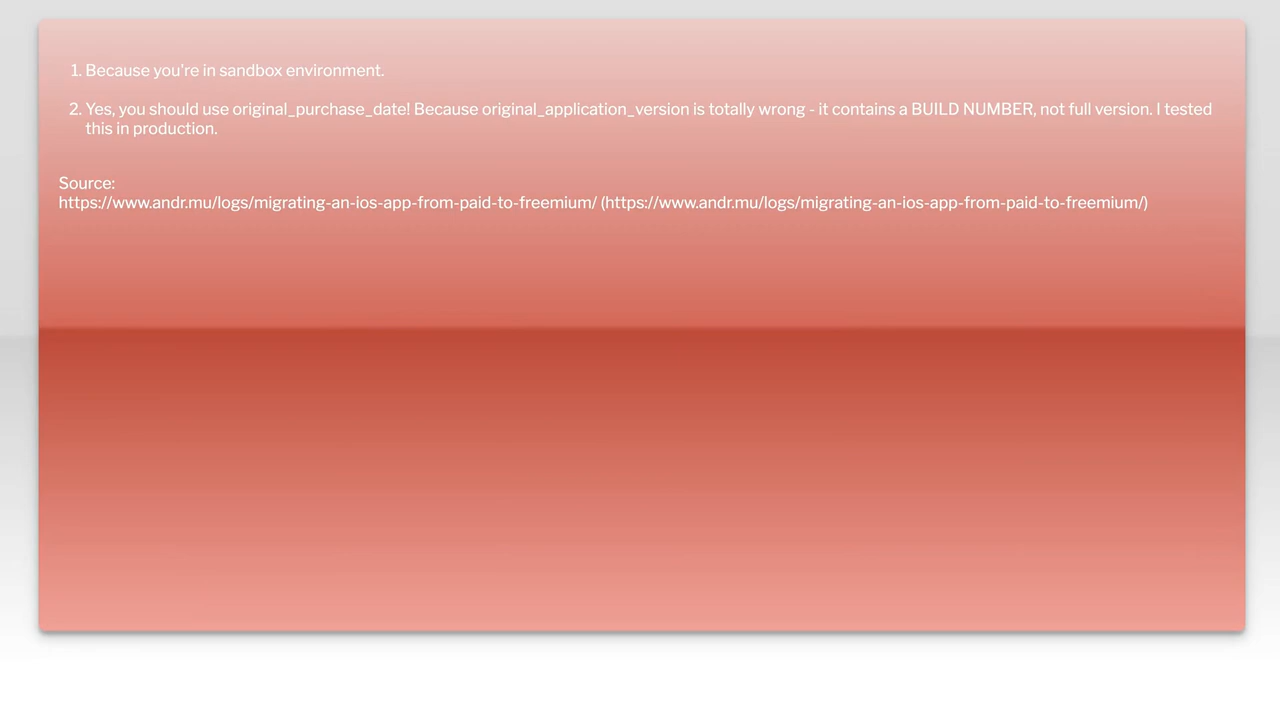 1. Because you're in sandbox environment.
2. Yes, you should use original_purchase_date! Because original_application_version is totally wrong - it contains a BUILD NUMBER, not full version. I tested
this in production.
Source:
https://www.andr.mu/logs/migrating-an-ios-app-from-paid-to-freemium/ (https://www.andr.mu/logs/migrating-an-ios-app-from-paid-to-freemium/)